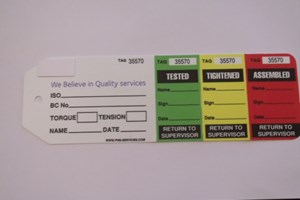 TAG 35570
We Believe in Quality services
ISO
BC No
TORQUE TENSION
NAME DATE
TAG 35570
TESTED
Name
Sign
Date
RETURN TO
SUPERVISOR
TAG 35570
TIGHTENED
Name
Sign
Date
RETURN TO
SUPERVISOR
TAG 35570
ASSEMBLED
Name
Sign
Date
RETURN TO
SUPERVISOR